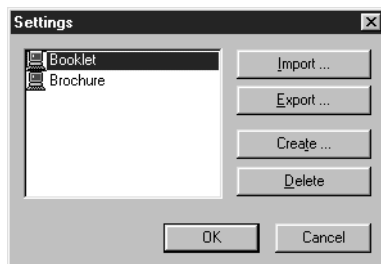 Settings
Booklet
Brochure
Import ...
Export ...
Create ...
Delete
OK
Cancel